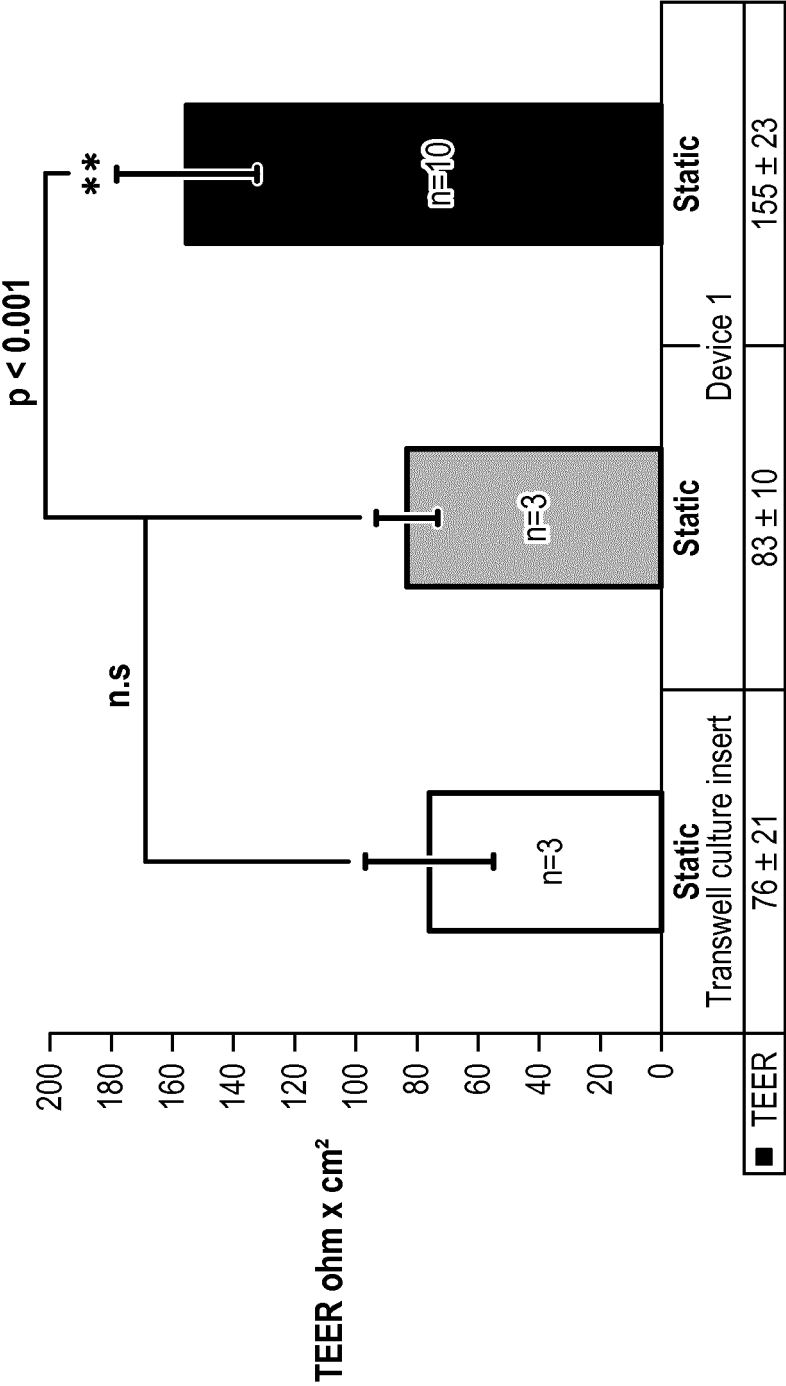 p < 0.001
**
n.s
TEER ohm x cm²
200
180
160
140
120
100
80
60
40
20
0
n=3
n=3
n=10
Static
Static
Static
Transwell culture insert
Device 1
■ TEER
76 ± 21
83 ± 10
155 ± 23